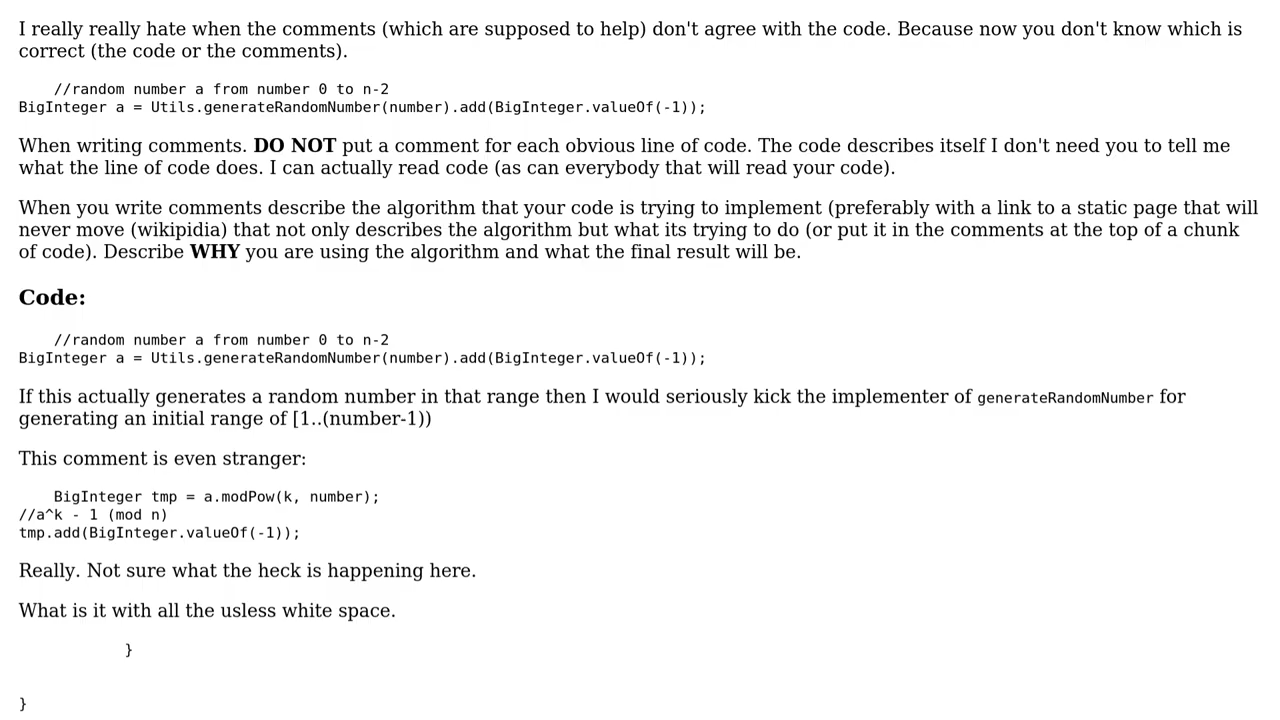 I really really hate when the comments (which are supposed to help) don't agree with the code. Because now you don't know which is
correct (the code or the comments).
//random number a from number 0 to n-2
BigInteger a = Utils.generateRandomNumber(number).add(BigInteger.valueOf(-1));
When writing comments. DO NOT put a comment for each obvious line of code. The code describes itself I don't need you to tell me
what the line of code does. I can actually read code (as can everybody that will read your code).
When you write comments describe the algorithm that your code is trying to implement (preferably with a link to a static page that will
never move (wikipidia) that not only describes the algorithm but what its trying to do (or put it in the comments at the top of a chunk
of code). Describe WHY you are using the algorithm and what the final result will be.
Code:
//random number a from number 0 to n-2
BigInteger a = Utils.generateRandomNumber(number).add(BigInteger.valueOf(-1));
If this actually generates a random number in that range then I would seriously kick the implementer of generateRandomNumber for
generating an initial range of [1..(number-1))
This comment is even stranger:
BigInteger tmp = a.modPow(k, number);
//a^k - 1 (mod n)
tmp.add(BigInteger.valueOf(-1));
Really. Not sure what the heck is happening here.
What is it with all the usless white space.
}
}